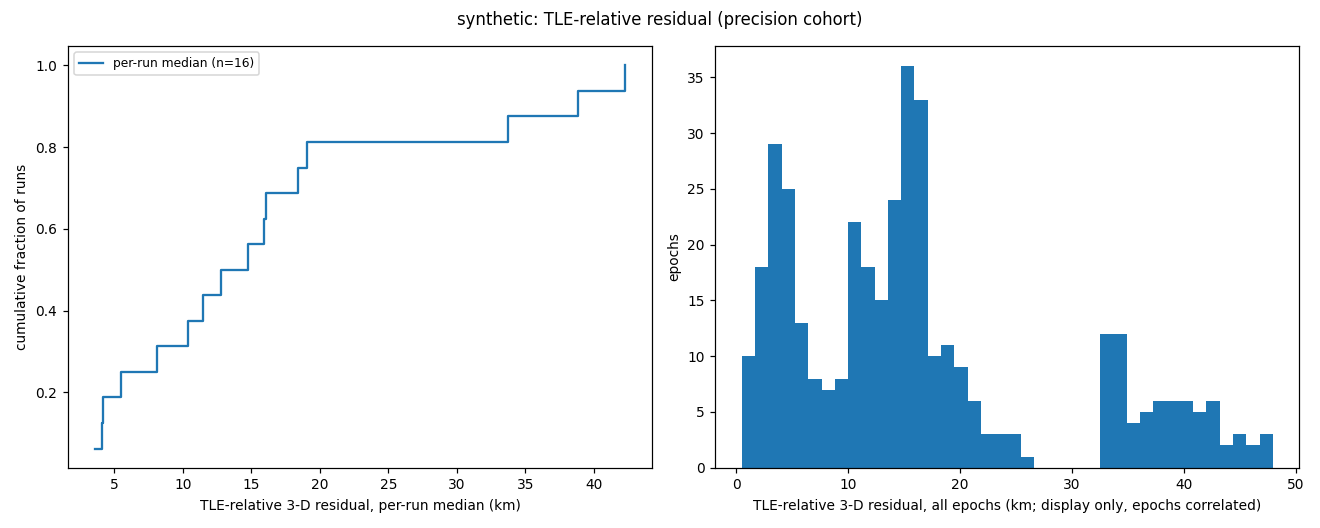 synthetic: TLE-relative residual (precision cohort)
per-run median (n=16)
cumulative fraction of runs
1.0
0.8
0.6
0.4
0.2
5 10 15 20 25 30 35 40
TLE-relative 3-D residual, per-run median (km)
epochs
35
30
25
20
15
10
5
0
0 10 20 30 40 50
TLE-relative 3-D residual, all epochs (km; display only, epochs correlated)